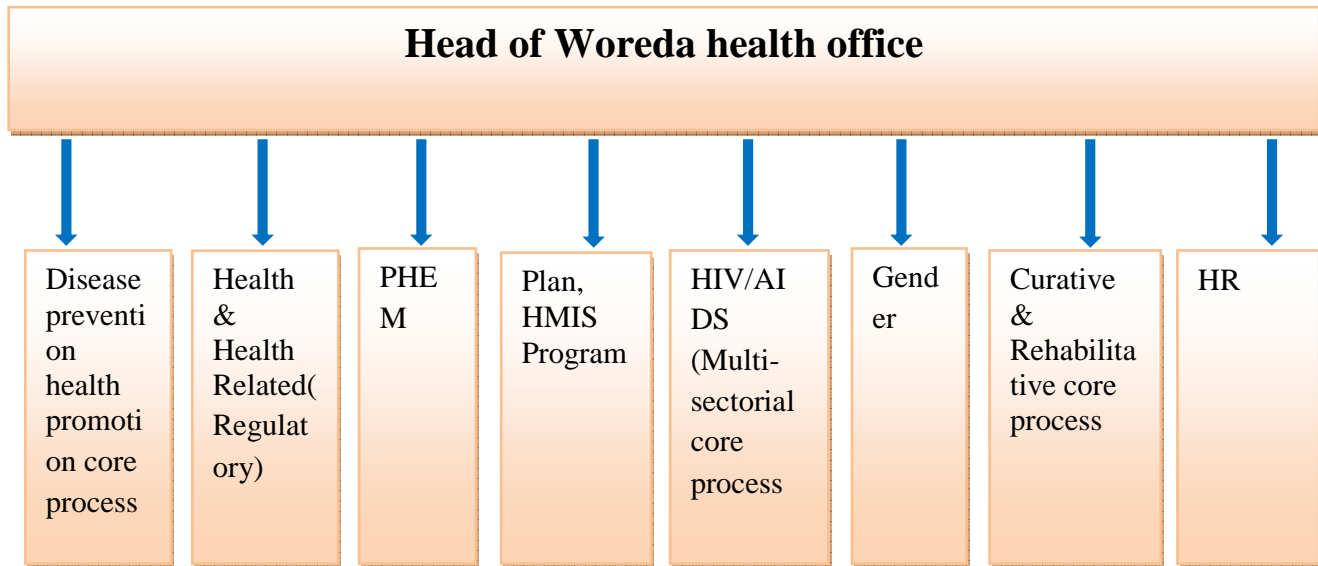 Head of Woreda health office
Disease
preventi
on
health
promoti
on core
process
Health
&
Health
Related(
Regulat
ory)
PHE
M
Plan,
HMIS
Program
HIV/AI
DS
(Multi-
sectorial
core
process
Gend
er
Curative
&
Rehabilita
tive core
process
HR